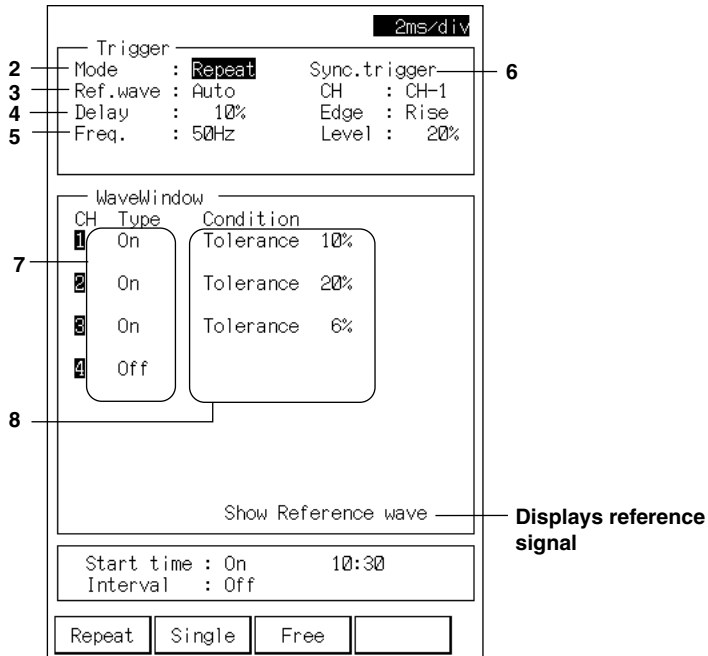 2ms/div
Trigger
2 Mode : Repeat Sync.trigger 6
3 Ref.wave : Auto CH : CH-1
4 Delay : 10% Edge : Rise
5 Freq. : 50Hz Level : 20%
WaveWindow
CH Type Condition
1 On Tolerance 10%
7
2 On Tolerance 20%
3 On Tolerance 6%
4 Off
8
Show Reference wave Displays reference
signal
Start time : On 10:30
Interval : Off
Repeat Single Free